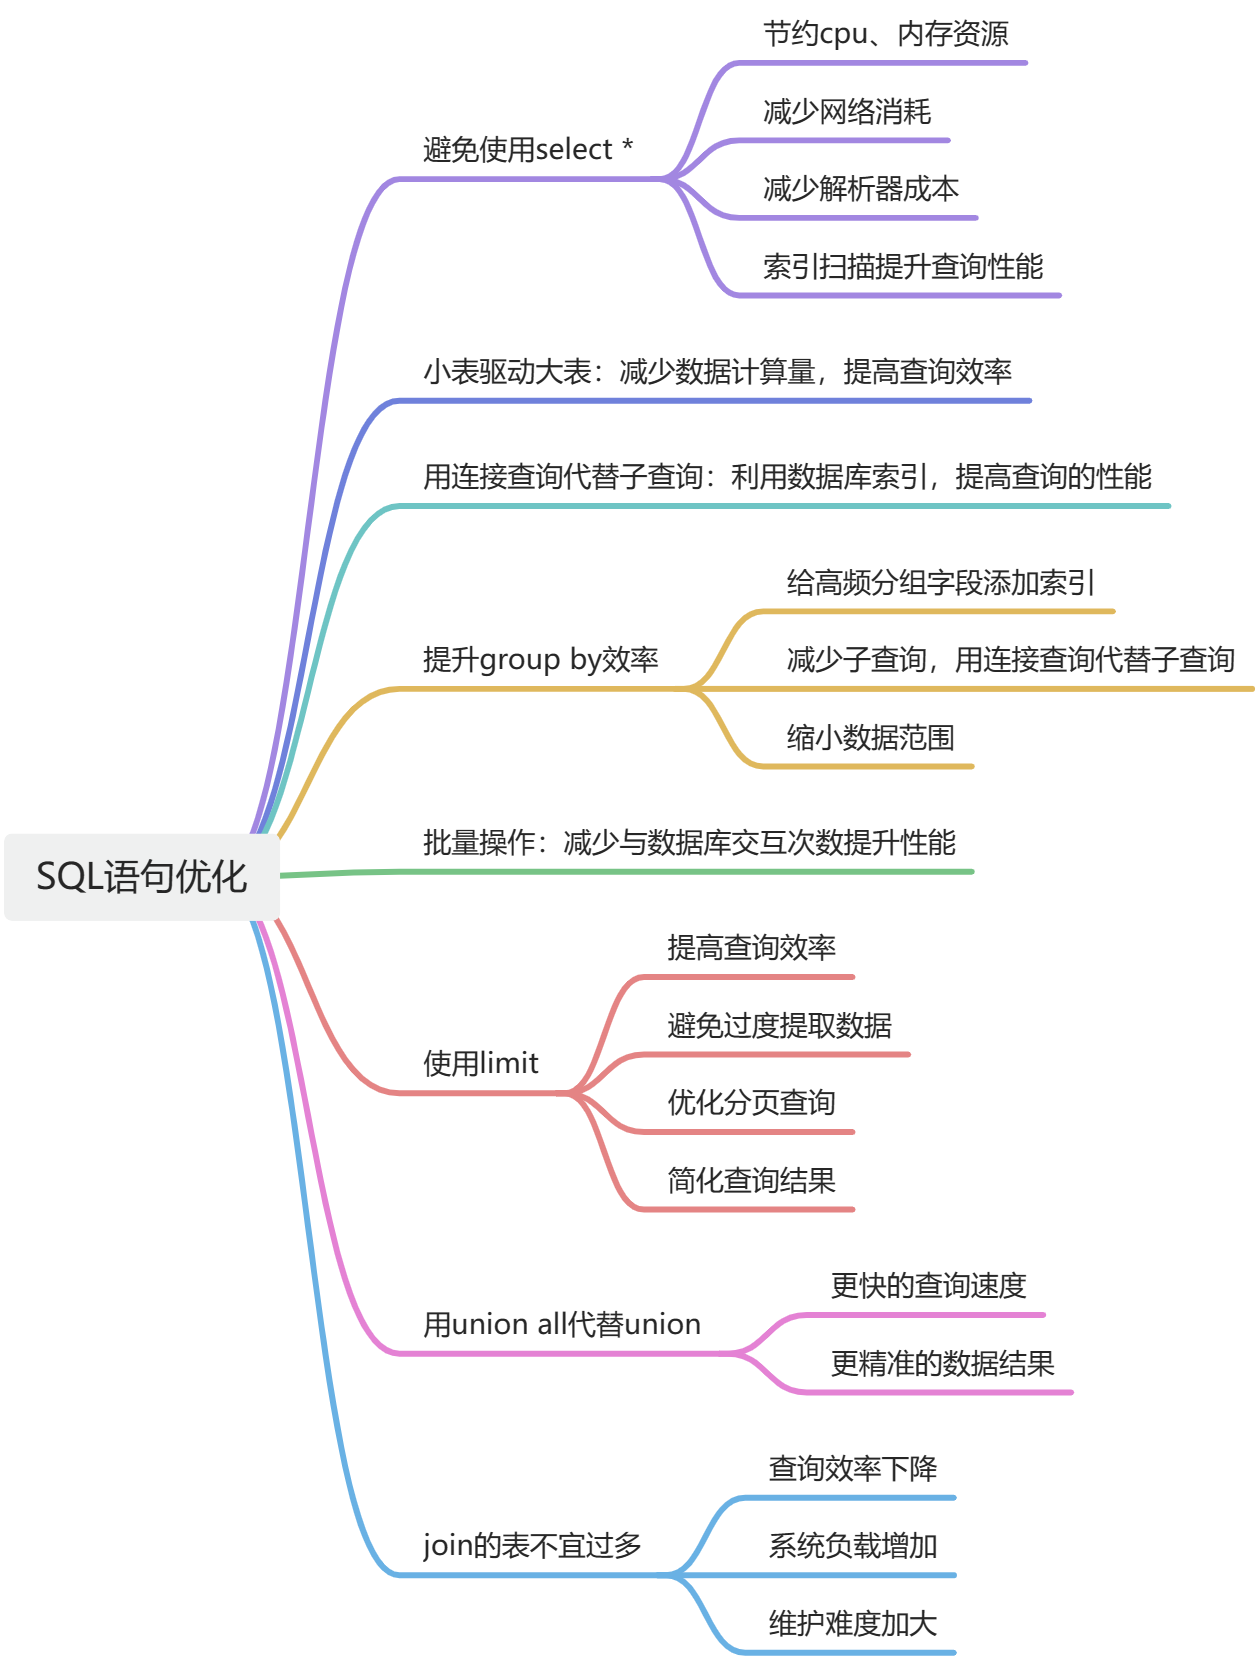 SQL语句优化
避免使用select *
节约cpu、内存资源
减少网络消耗
减少解析器成本
索引扫描提升查询性能
小表驱动大表：减少数据计算量，提高查询效率
用连接查询代替子查询：利用数据库索引，提高查询的性能
提升group by效率
给高频分组字段添加索引
减少子查询，用连接查询代替子查询
缩小数据范围
批量操作：减少与数据库交互次数提升性能
使用limit
提高查询效率
避免过度提取数据
优化分页查询
简化查询结果
用union all代替union
更快的查询速度
更精准的数据结果
join的表不宜过多
查询效率下降
系统负载增加
维护难度加大